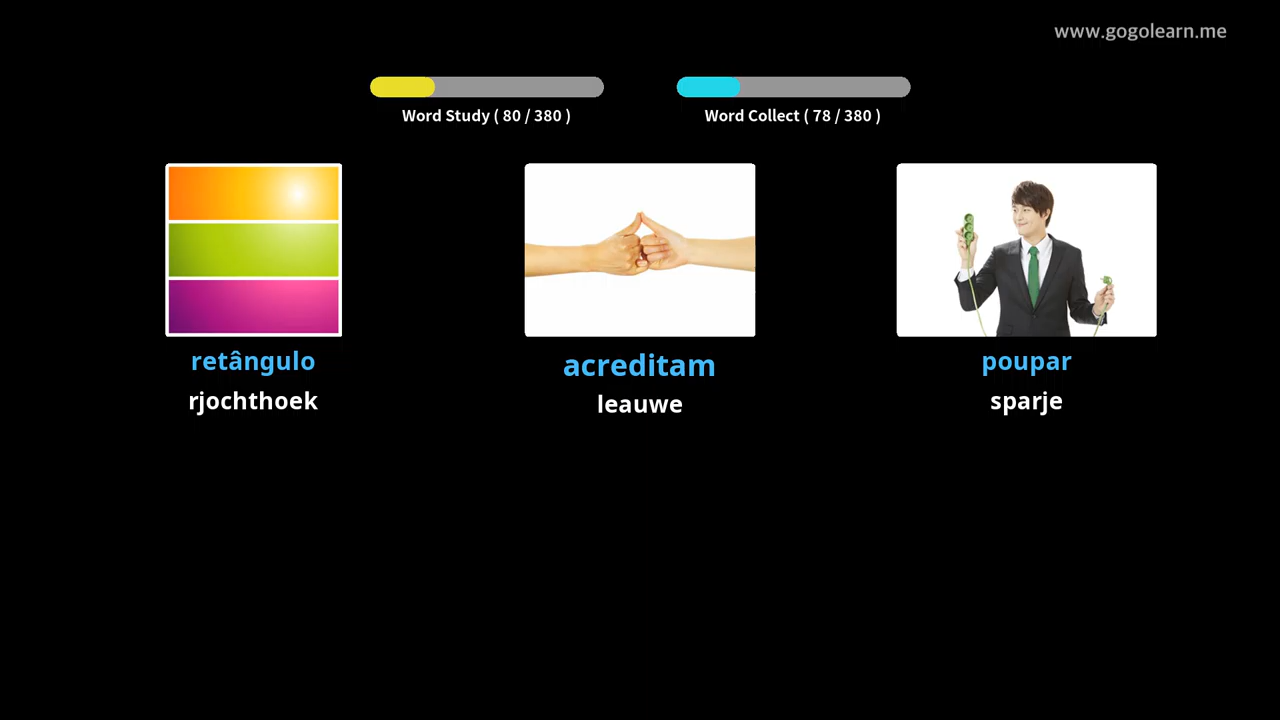 www.gogolearn.me
Word Study ( 80 / 380 )
Word Collect ( 78 / 380 )
retângulo
rjochthoek
acreditam
leauwe
poupar
sparje